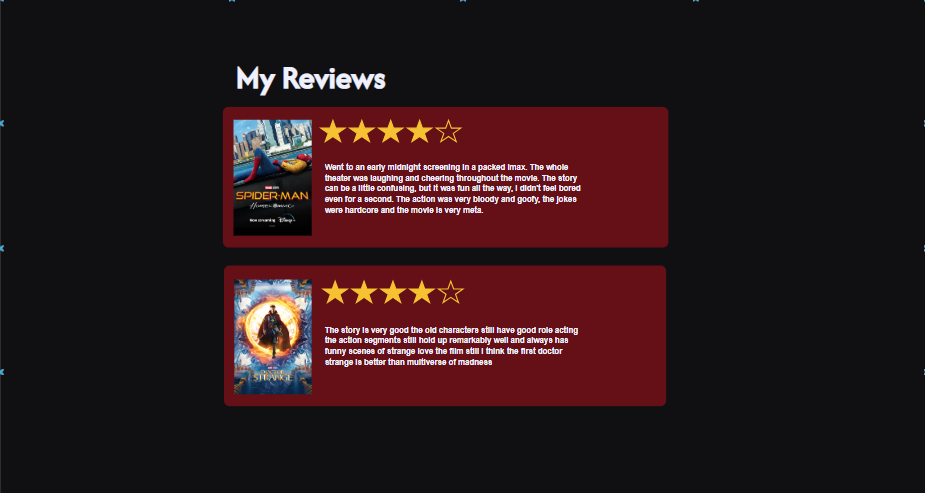 My Reviews
Went to an early midnight screening in a packed imax. The whole
theater was laughing and cheering throughout the movie. The story
can be a little confusing, but it was fun all the way, I didn't feel bored
even for a second. The action was very bloody and goofy, the jokes
were hardcore and the movie is very meta.
SPIDER-MAN
Now streaming Disney+
The story is very good the old characters still have good role acting
the action segments still hold up remarkably well and always has
funny scenes of strange love the film still I think the first doctor
strange is better than multiverse of madness
STRANGE